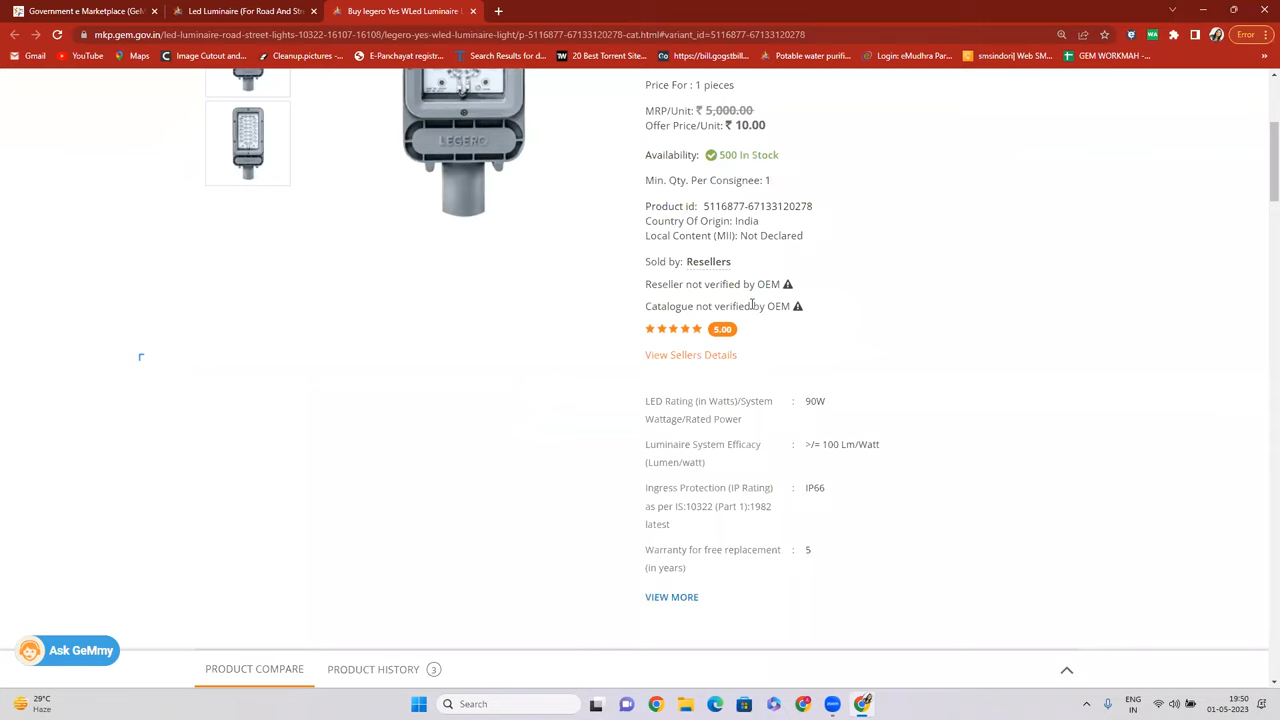 Marketplace | Government (GeM
Led Luminaire (For Road & Stree
Buy legero YES W,Led Luminaire L
mkp.gem.gov.in/led-luminaire-road-street-lights-10322-16107-16108/legero-yes-wled-luminaire-light/p-5116877-67133120278-cat.html#variant_id=5116877-67133120278
Error
Gmail
YouTube
Maps
Image Cutout and...
Cleanup.pictures -...
E-Panchayat Gener...
Search Results for d...
20 Best Torrent Site...
https//bill.gogstbill...
Potable water purifi...
Login: eMudhra Par...
smsindori@web SM...
GEM WORKMAH -...
Price For : 1 pieces
MRP/Unit: ₹ 5,000.00
Offer Price/Unit: ₹ 10.00
Availability: 500 In Stock
Min. Qty. Per Consignee: 1
Product id: 5116877-67133120278
Country Of Origin: India
Local Content (MII): Not Declared
Sold by: Resellers
Reseller not verified by OEM
Catalogue not verified by OEM
5.00
View Sellers Details
LED Rating (in Watts)/System
Wattage/Rated Power : 90W
Luminaire System Efficacy
(Lumen/watt) : >/= 100 Lm/Watt
Ingress Protection (IP Rating)
as per IS:10322 (Part 1):1982
latest : IP66
Warranty for free replacement
(in years) : 5
VIEW MORE
LEGERO
Ask GeMmy
PRODUCT COMPARE
PRODUCT HISTORY 3
29°C
Haze
Search
ENG
IN
19:50
01-05-2023